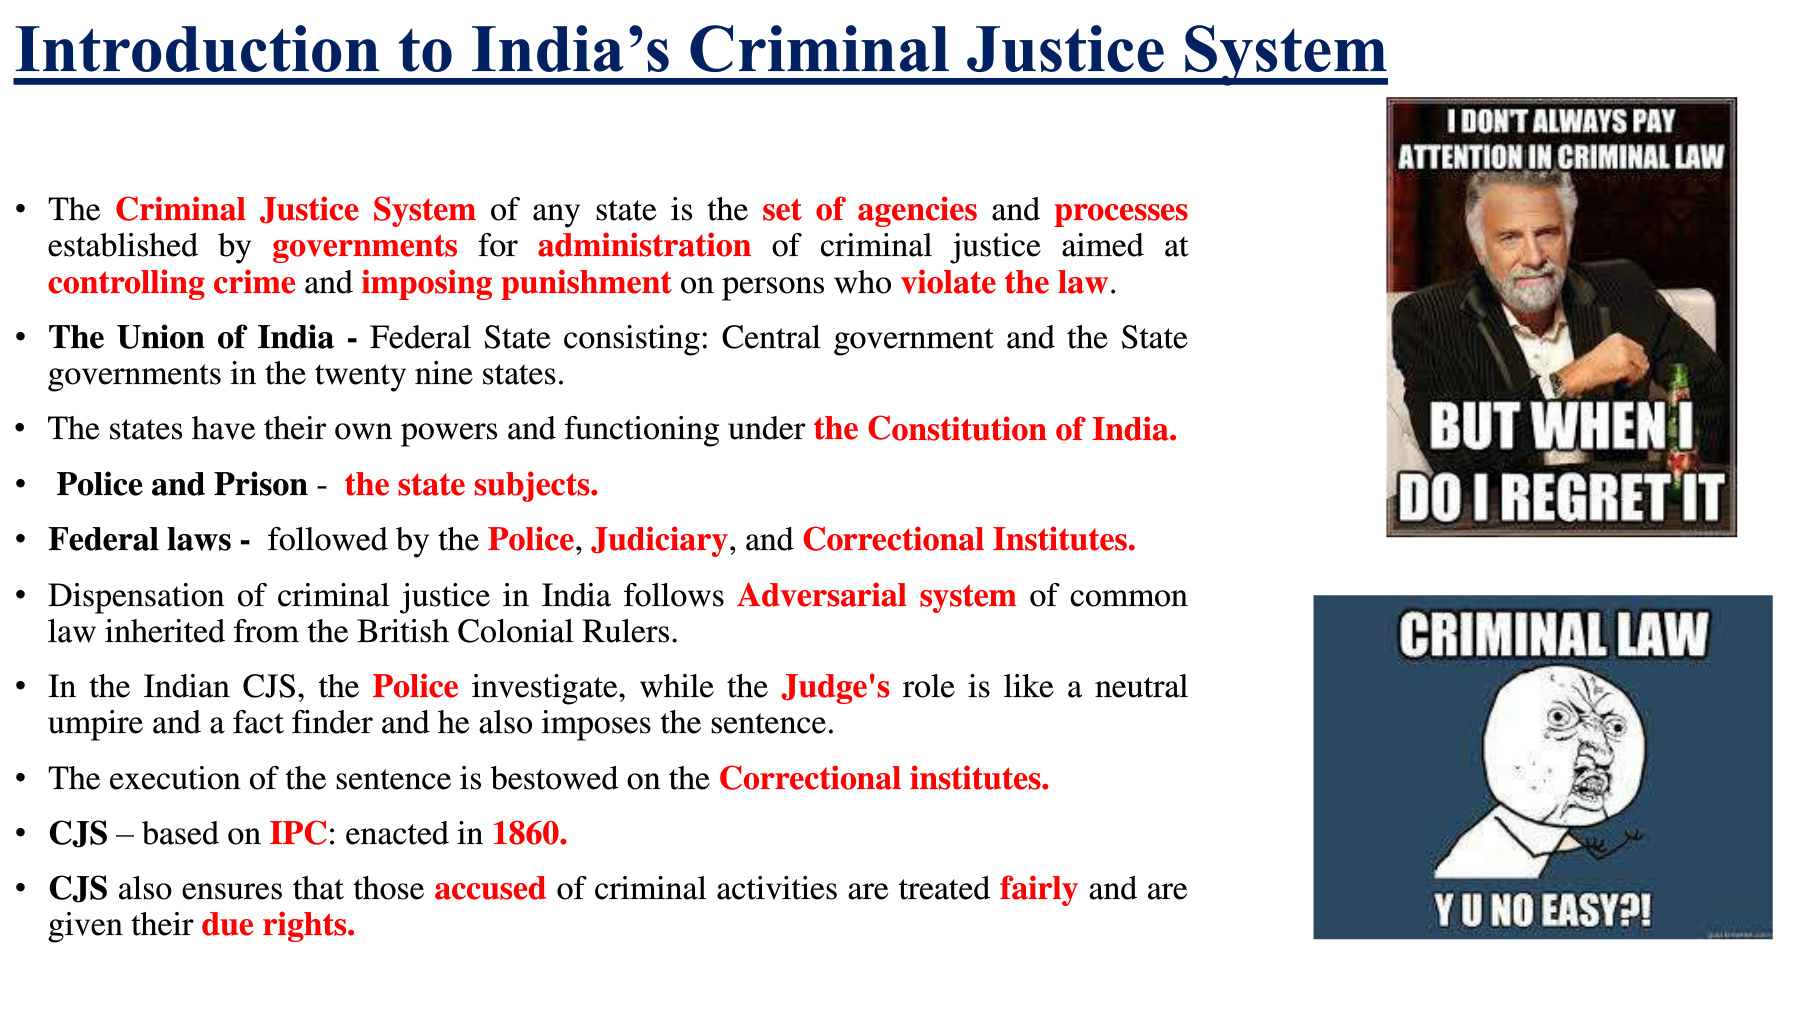 Introduction to India’s Criminal Justice System
• The Criminal Justice System of any state is the set of agencies and processes
established by governments for administration of criminal justice aimed at
controlling crime and imposing punishment on persons who violate the law.
• The Union of India - Federal State consisting: Central government and the State
governments in the twenty nine states.
• The states have their own powers and functioning under the Constitution of India.
• Police and Prison - the state subjects.
• Federal laws - followed by the Police, Judiciary, and Correctional Institutes.
• Dispensation of criminal justice in India follows Adversarial system of common
law inherited from the British Colonial Rulers.
• In the Indian CJS, the Police investigate, while the Judge's role is like a neutral
umpire and a fact finder and he also imposes the sentence.
• The execution of the sentence is bestowed on the Correctional institutes.
• CJS – based on IPC: enacted in 1860.
• CJS also ensures that those accused of criminal activities are treated fairly and are
given their due rights.
I DON'T ALWAYS PAY
ATTENTION IN CRIMINAL LAW
BUT WHEN I
DO I REGRET IT
CRIMINAL LAW
Y U NO EASY?!